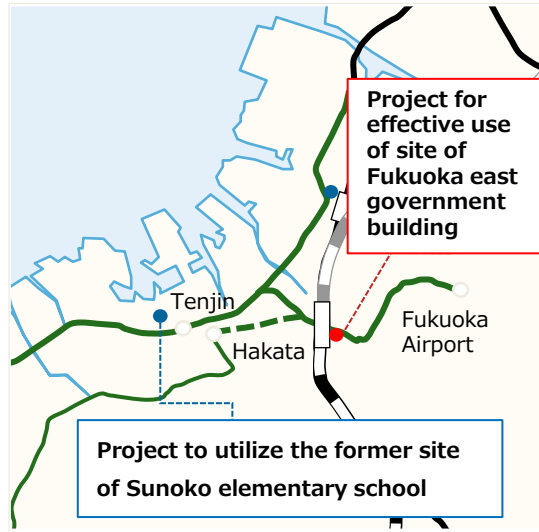 Project for
effective use
of site of
Fukuoka east
government
building
Tenjin
Hakata
Fukuoka
Airport
Project to utilize the former site
of Sunoko elementary school